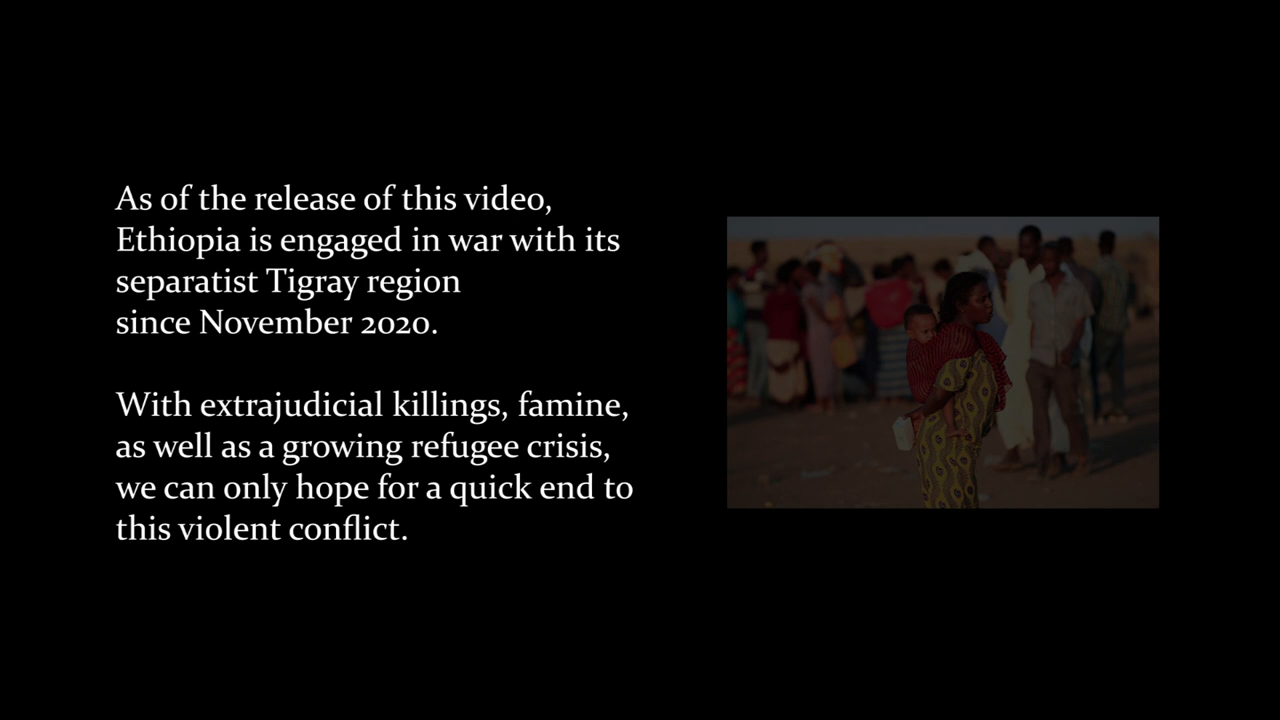 As of the release of this video,
Ethiopia is engaged in war with its
separatist Tigray region
since November 2020.
With extrajudicial killings, famine,
as well as a growing refugee crisis,
we can only hope for a quick end to
this violent conflict.